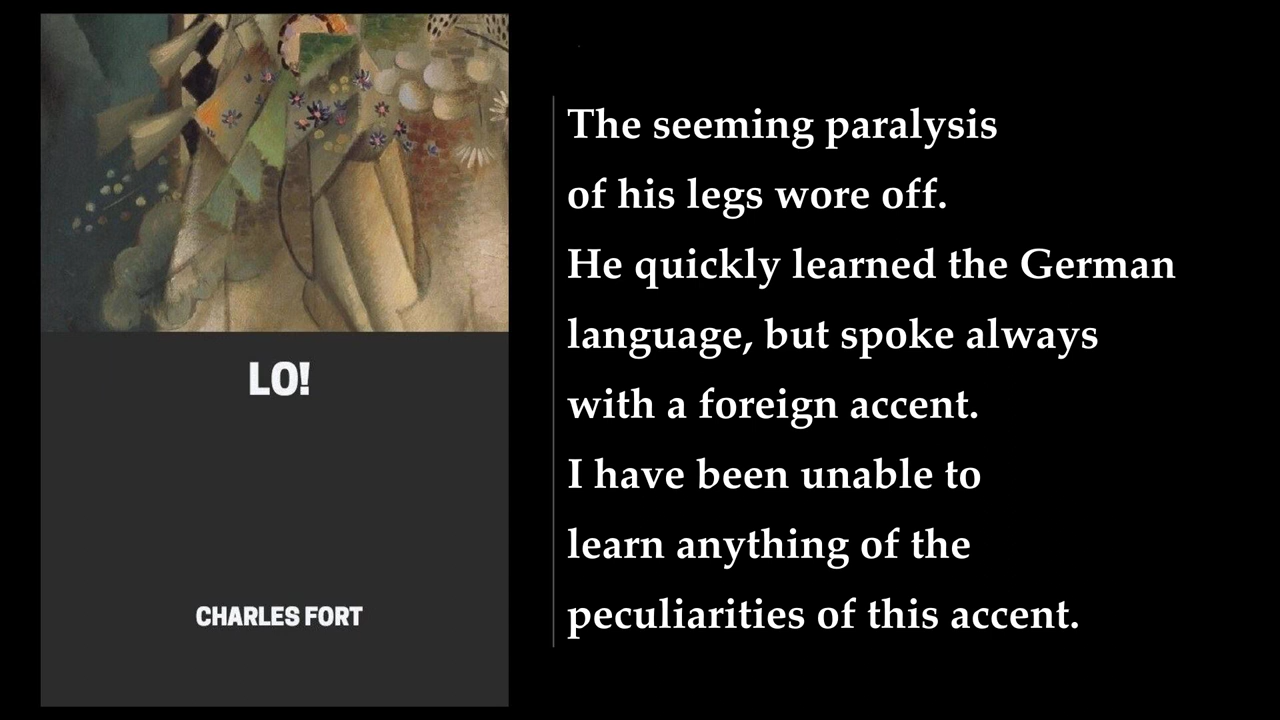 LO!
CHARLES FORT
The seeming paralysis
of his legs wore off.
He quickly learned the German
language, but spoke always
with a foreign accent.
I have been unable to
learn anything of the
peculiarities of this accent.